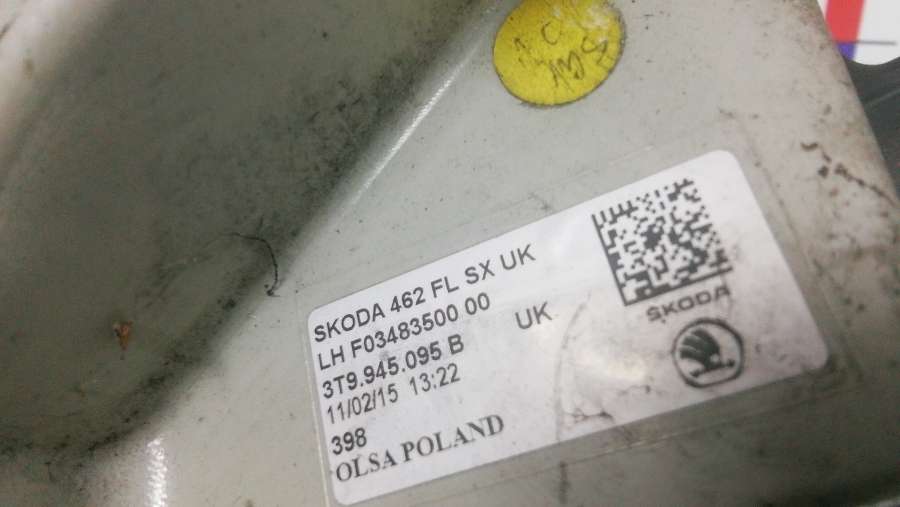 SKODA 462 FL SX UK
LH F03483500 00
3T9.945.095 B UK
11/02/15 13:22
398
OLSA POLAND
SKODA